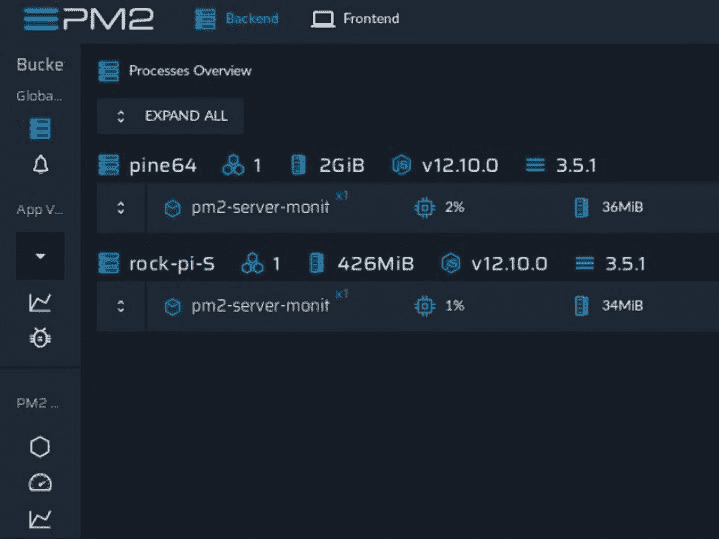 PM2 Backend Frontend
Bucke
Processes Overview
Globa...
EXPAND ALL
pine64 1 2GiB v12.10.0 3.5.1
App V...
pm2-server-monit x1 2% 36MiB
rock-pi-S 1 426MiB v12.10.0 3.5.1
pm2-server-monit x1 1% 34MiB
PM2 ...